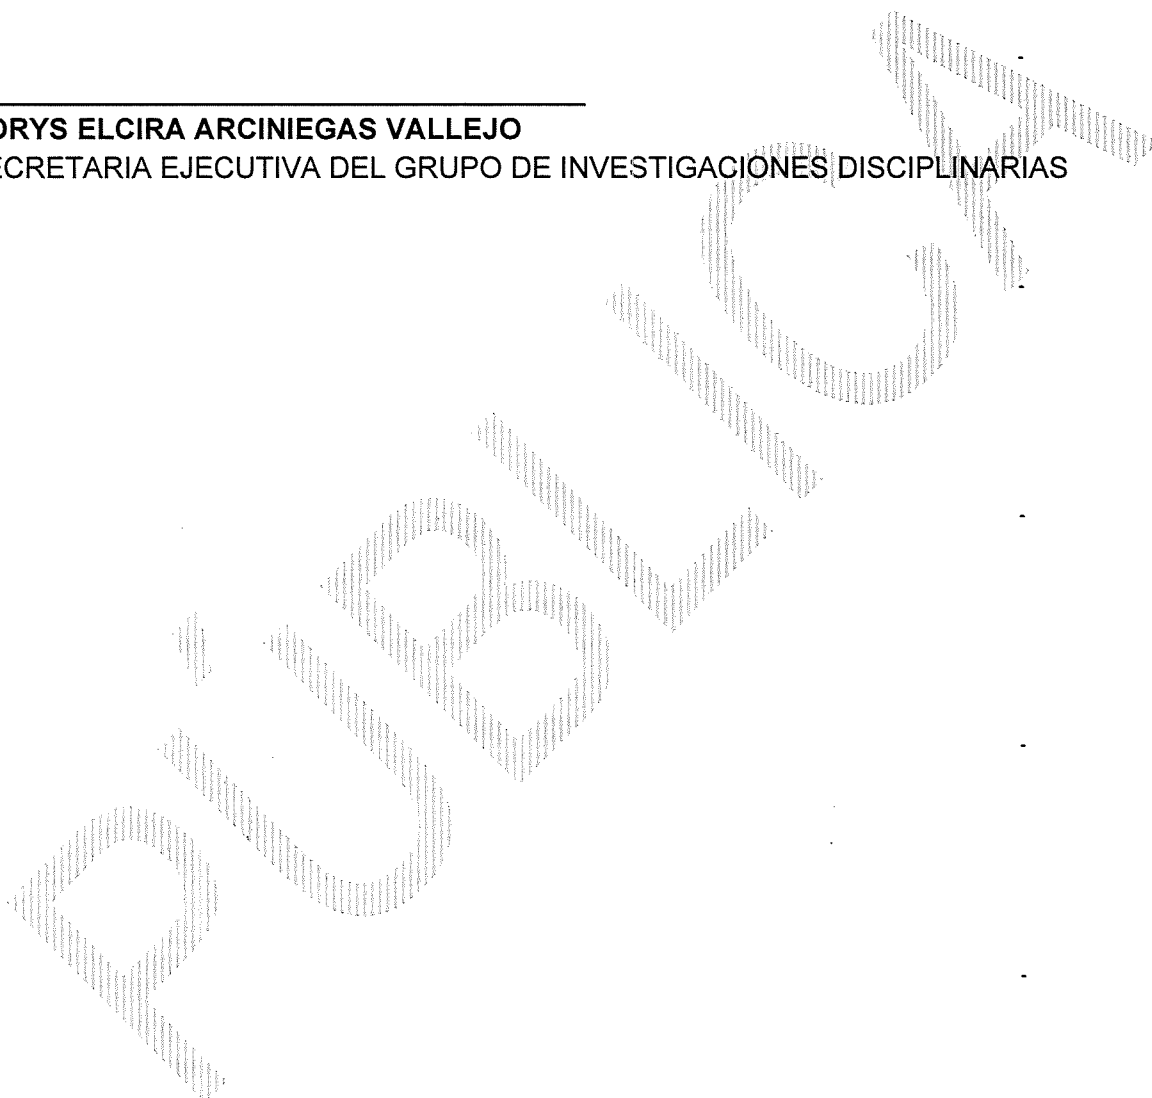 ORYS ELCIRA ARCINIEGAS VALLEJO
ECRETARIA EJECUTIVA DEL GRUPO DE INVESTIGACIONES DISCIPLINARIAS
PÚBLICA